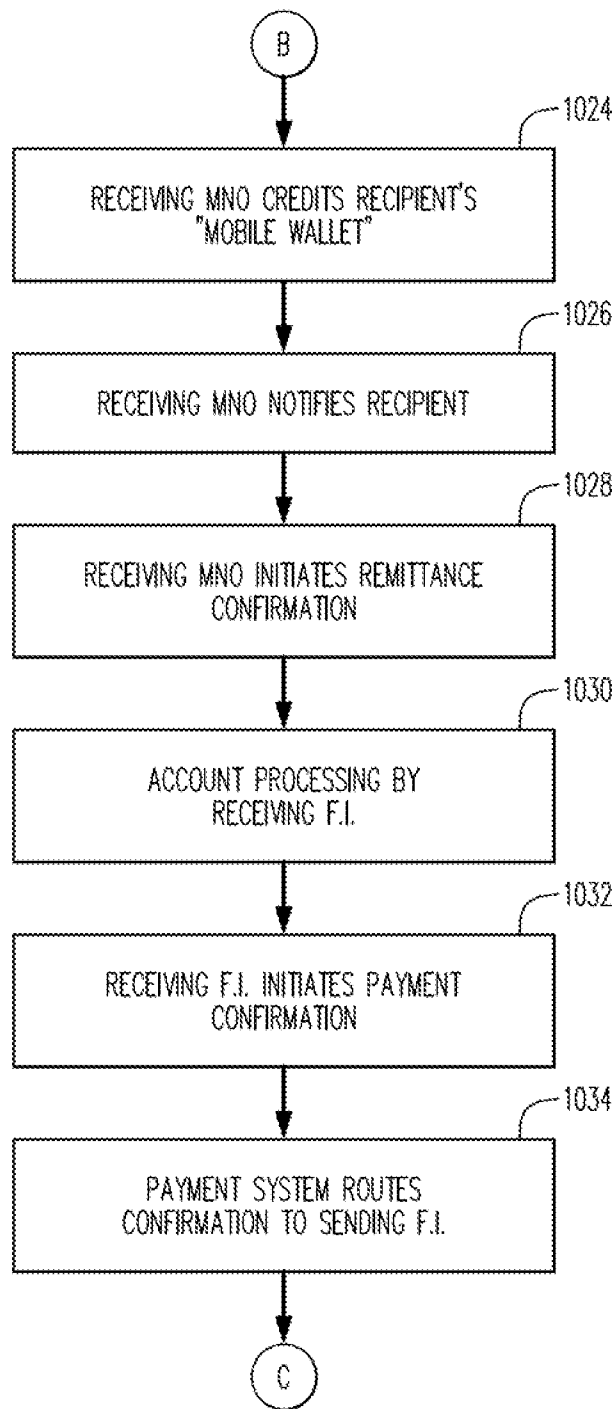 B
1024
RECEIVING MNO CREDITS RECIPIENT'S
"MOBILE WALLET"
1026
RECEIVING MNO NOTIFIES RECIPIENT
1028
RECEIVING MNO INITIATES REMITTANCE
CONFIRMATION
1030
ACCOUNT PROCESSING BY
RECEIVING F.I.
1032
RECEIVING F.I. INITIATES PAYMENT
CONFIRMATION
1034
PAYMENT SYSTEM ROUTES
CONFIRMATION TO SENDING F.I.
C